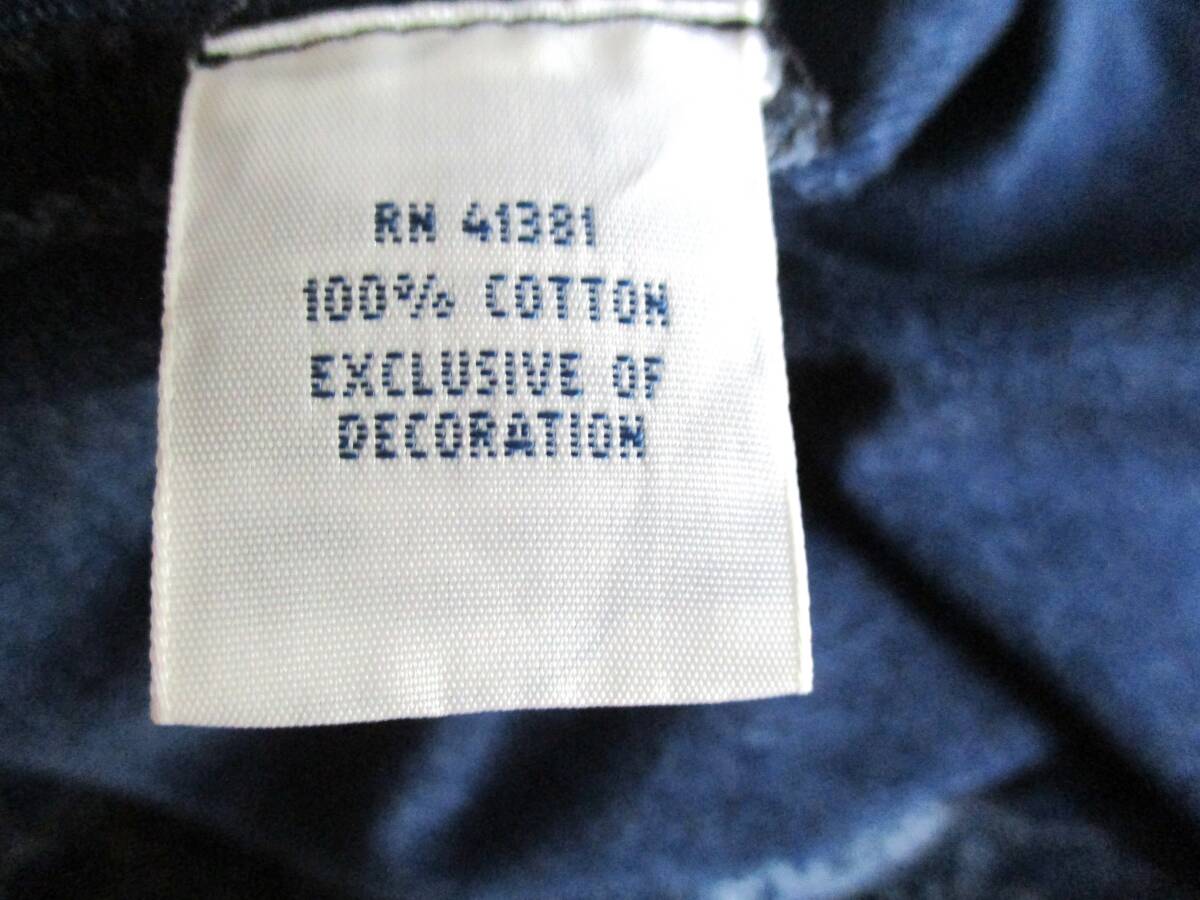 RN 41381
100% COTTON
EXCLUSIVE OF
DECORATION